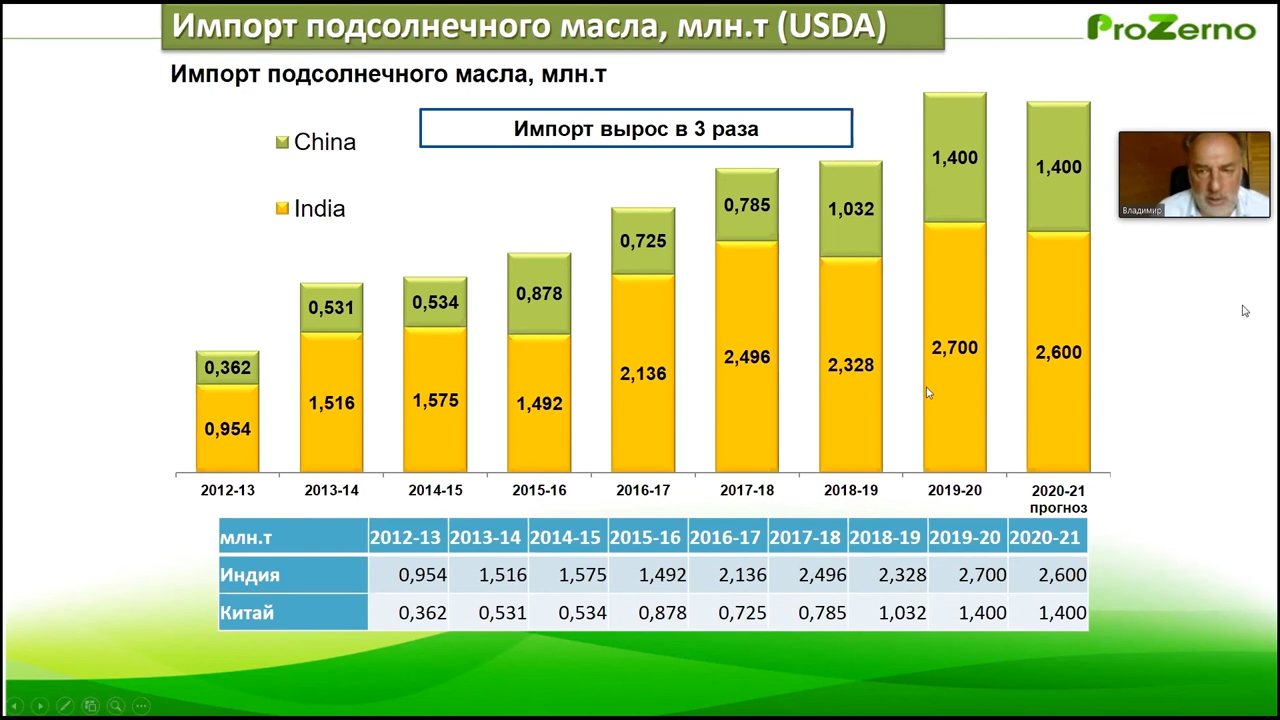 Импорт подсолнечного масла, млн.т (USDA)
ProZerno
Импорт подсолнечного масла, млн.т
Импорт вырос в 3 раза
China
India
Владимир
0,362 0,531 0,534 0,878 0,725 0,785 1,032 1,400 1,400
0,954 1,516 1,575 1,492 2,136 2,496 2,328 2,700 2,600
2012-13 2013-14 2014-15 2015-16 2016-17 2017-18 2018-19 2019-20 2020-21
прогноз
млн.т 2012-13 2013-14 2014-15 2015-16 2016-17 2017-18 2018-19 2019-20 2020-21
Индия 0,954 1,516 1,575 1,492 2,136 2,496 2,328 2,700 2,600
Китай 0,362 0,531 0,534 0,878 0,725 0,785 1,032 1,400 1,400